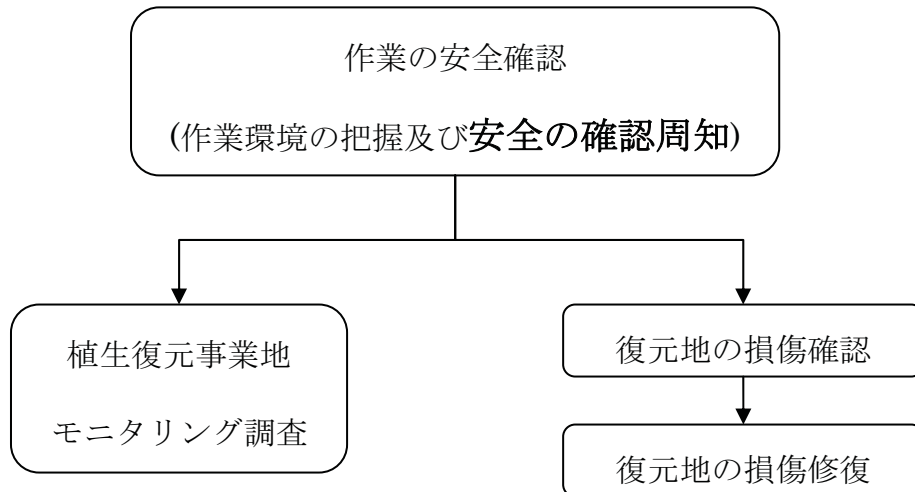 作業の安全確認
(作業環境の把握及び安全の確認周知)
植生復元事業地
モニタリング調査
復元地の損傷確認
復元地の損傷修復